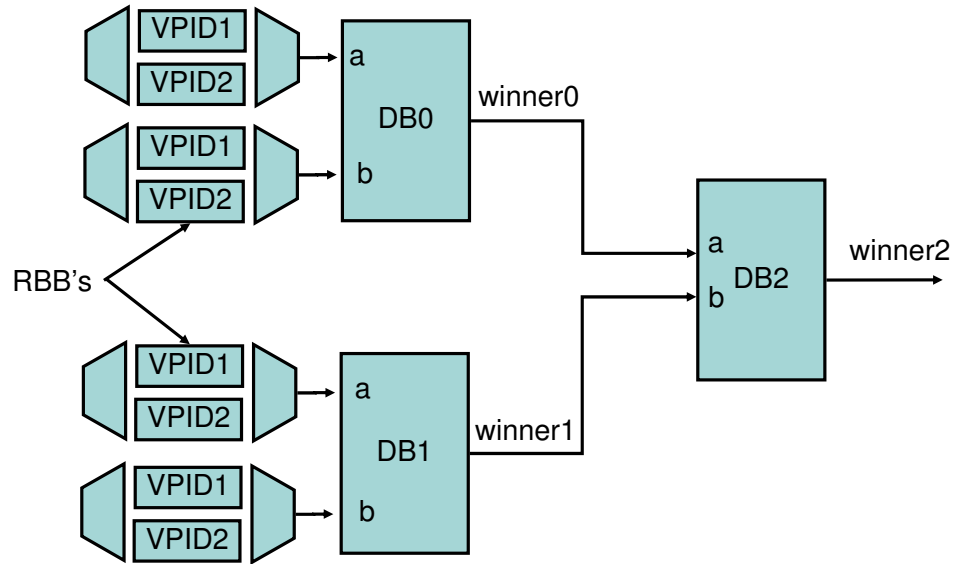 VPID1
VPID2
a
VPID1
VPID2
b
DB0
winner0
RBB's
VPID1
VPID2
a
VPID1
VPID2
b
DB1
winner1
a
b
DB2
winner2